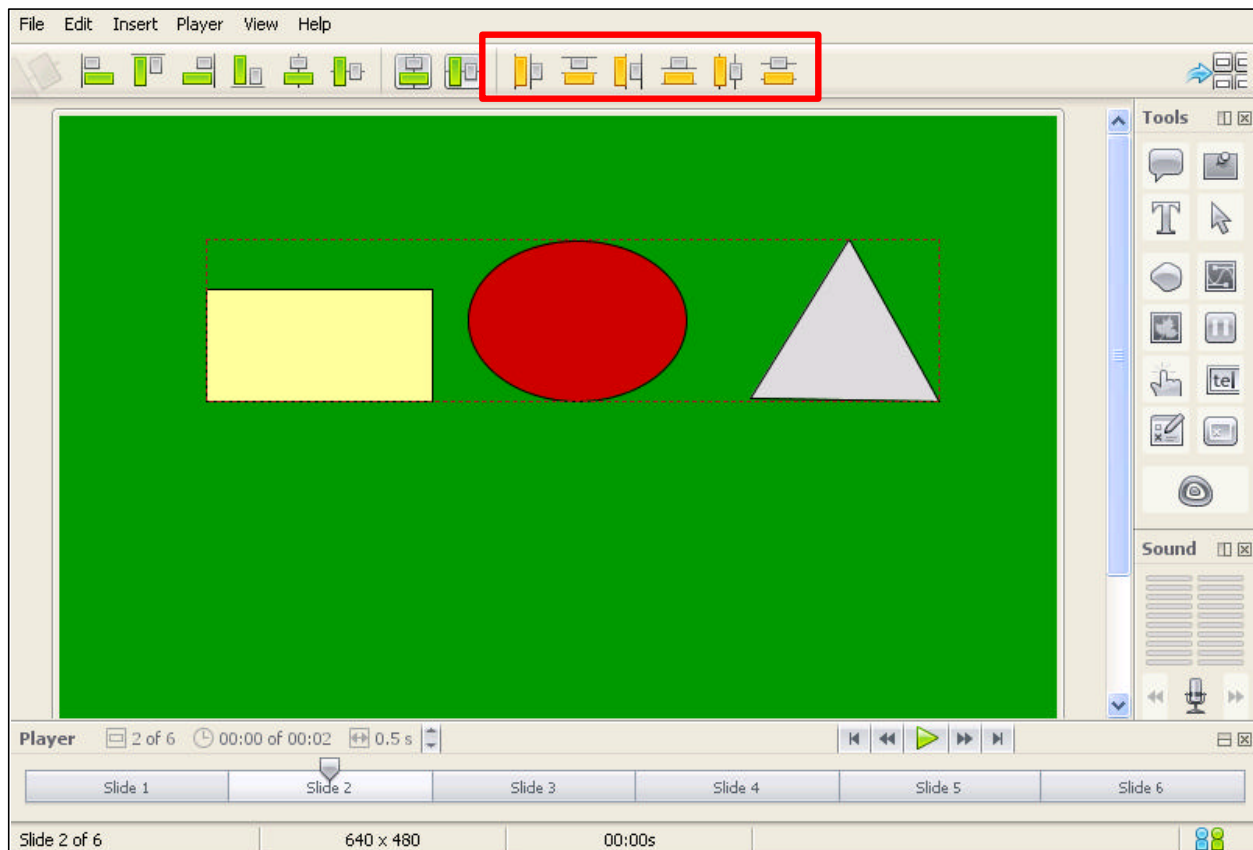 File Edit Insert Player View Help
Tools
T
tel
Sound
Player 2 of 6 00:00 of 00:02 0.5 s
Slide 1 Slide 2 Slide 3 Slide 4 Slide 5 Slide 6
Slide 2 of 6 640 x 480 00:00s